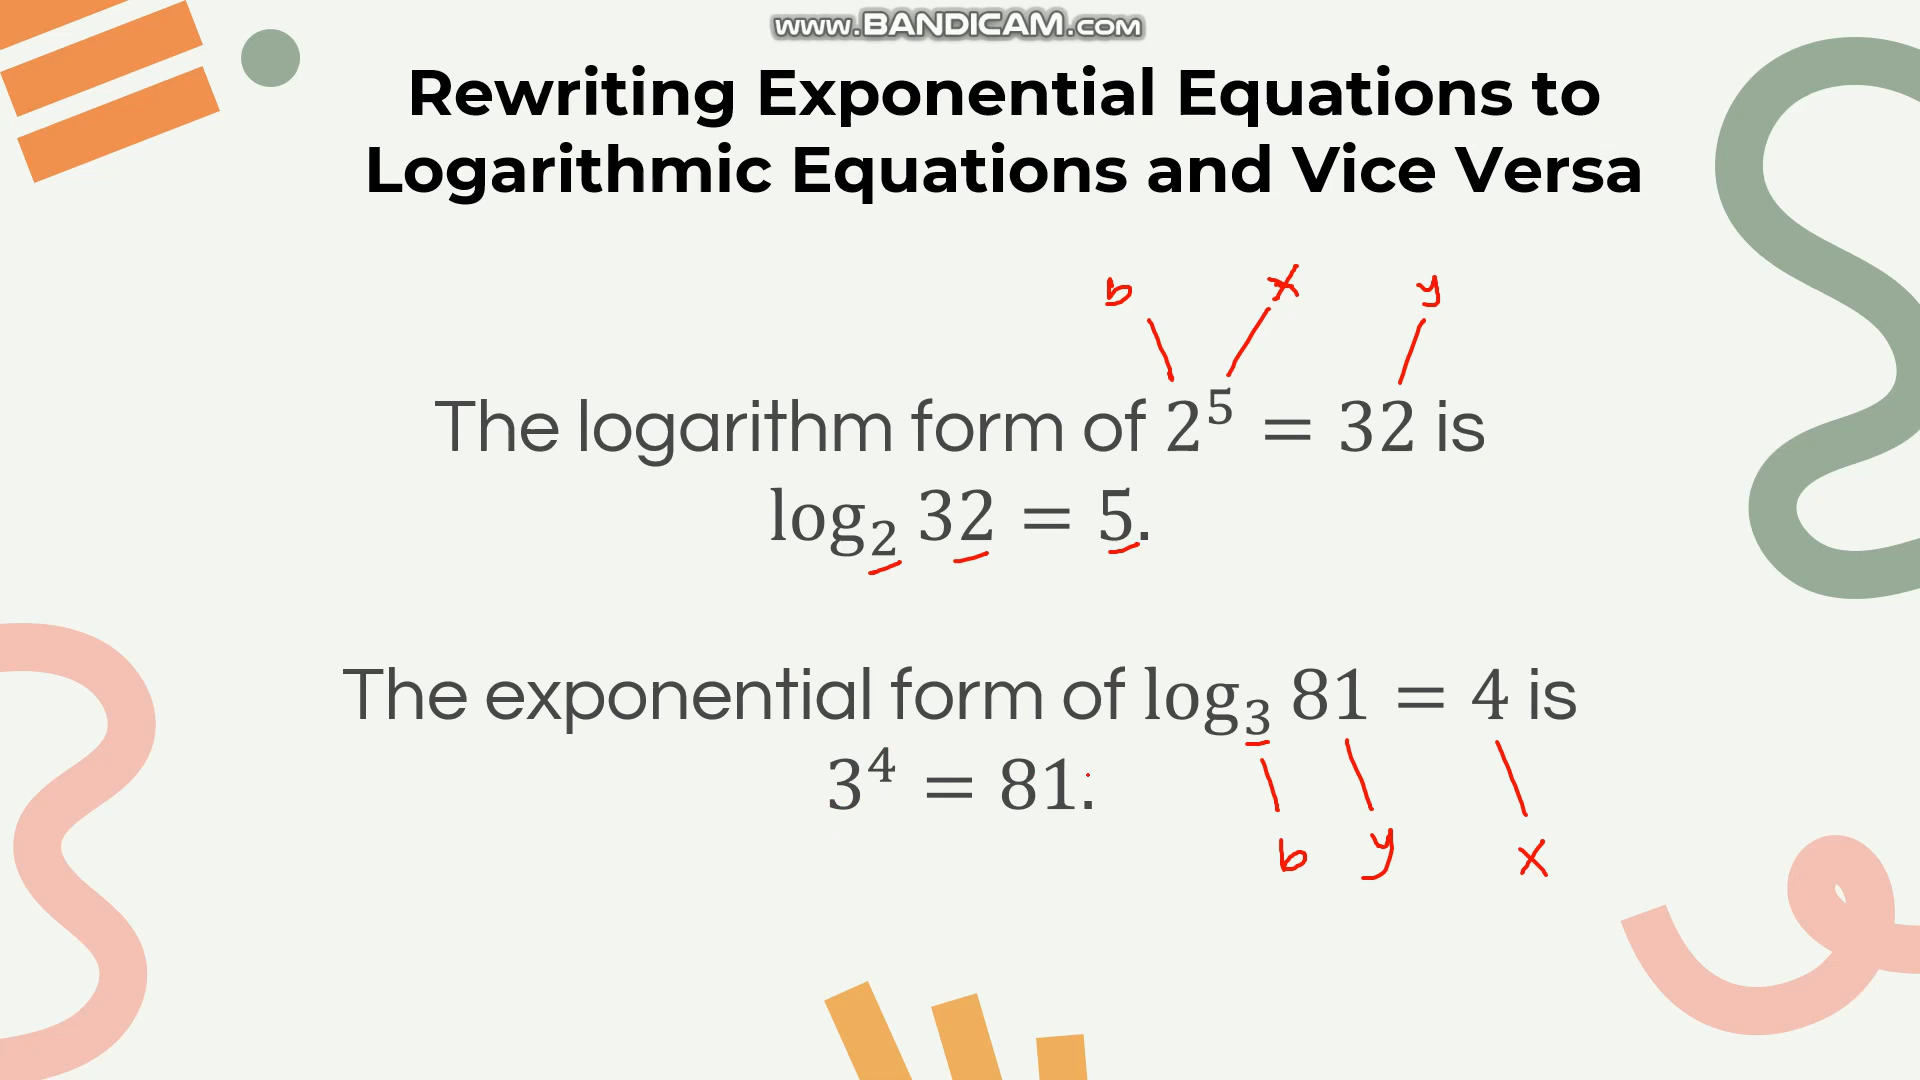 www.BANDICAM.com
Rewriting Exponential Equations to
Logarithmic Equations and Vice Versa
b x y
The logarithm form of 2⁵ = 32 is
log₂ 32 = 5.
The exponential form of log₃ 81 = 4 is
3⁴ = 81.
b y x